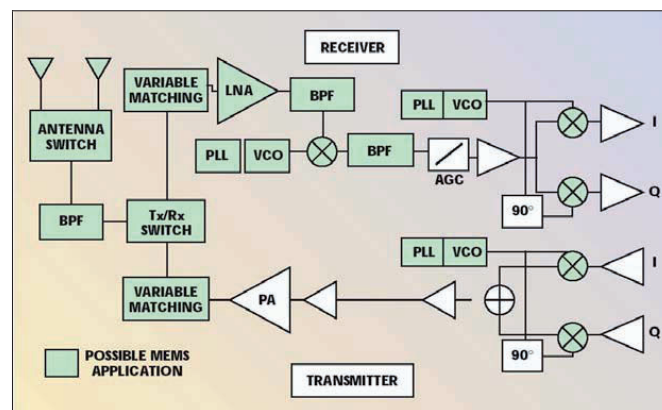 RECEIVER
VARIABLE
MATCHING
LNA
BPF
PLL
VCO
I
ANTENNA
SWITCH
PLL
VCO
BPF
AGC
Q
BPF
Tx/Rx
SWITCH
90°
PLL
VCO
I
VARIABLE
MATCHING
PA
Q
90°
POSSIBLE MEMS
APPLICATION
TRANSMITTER